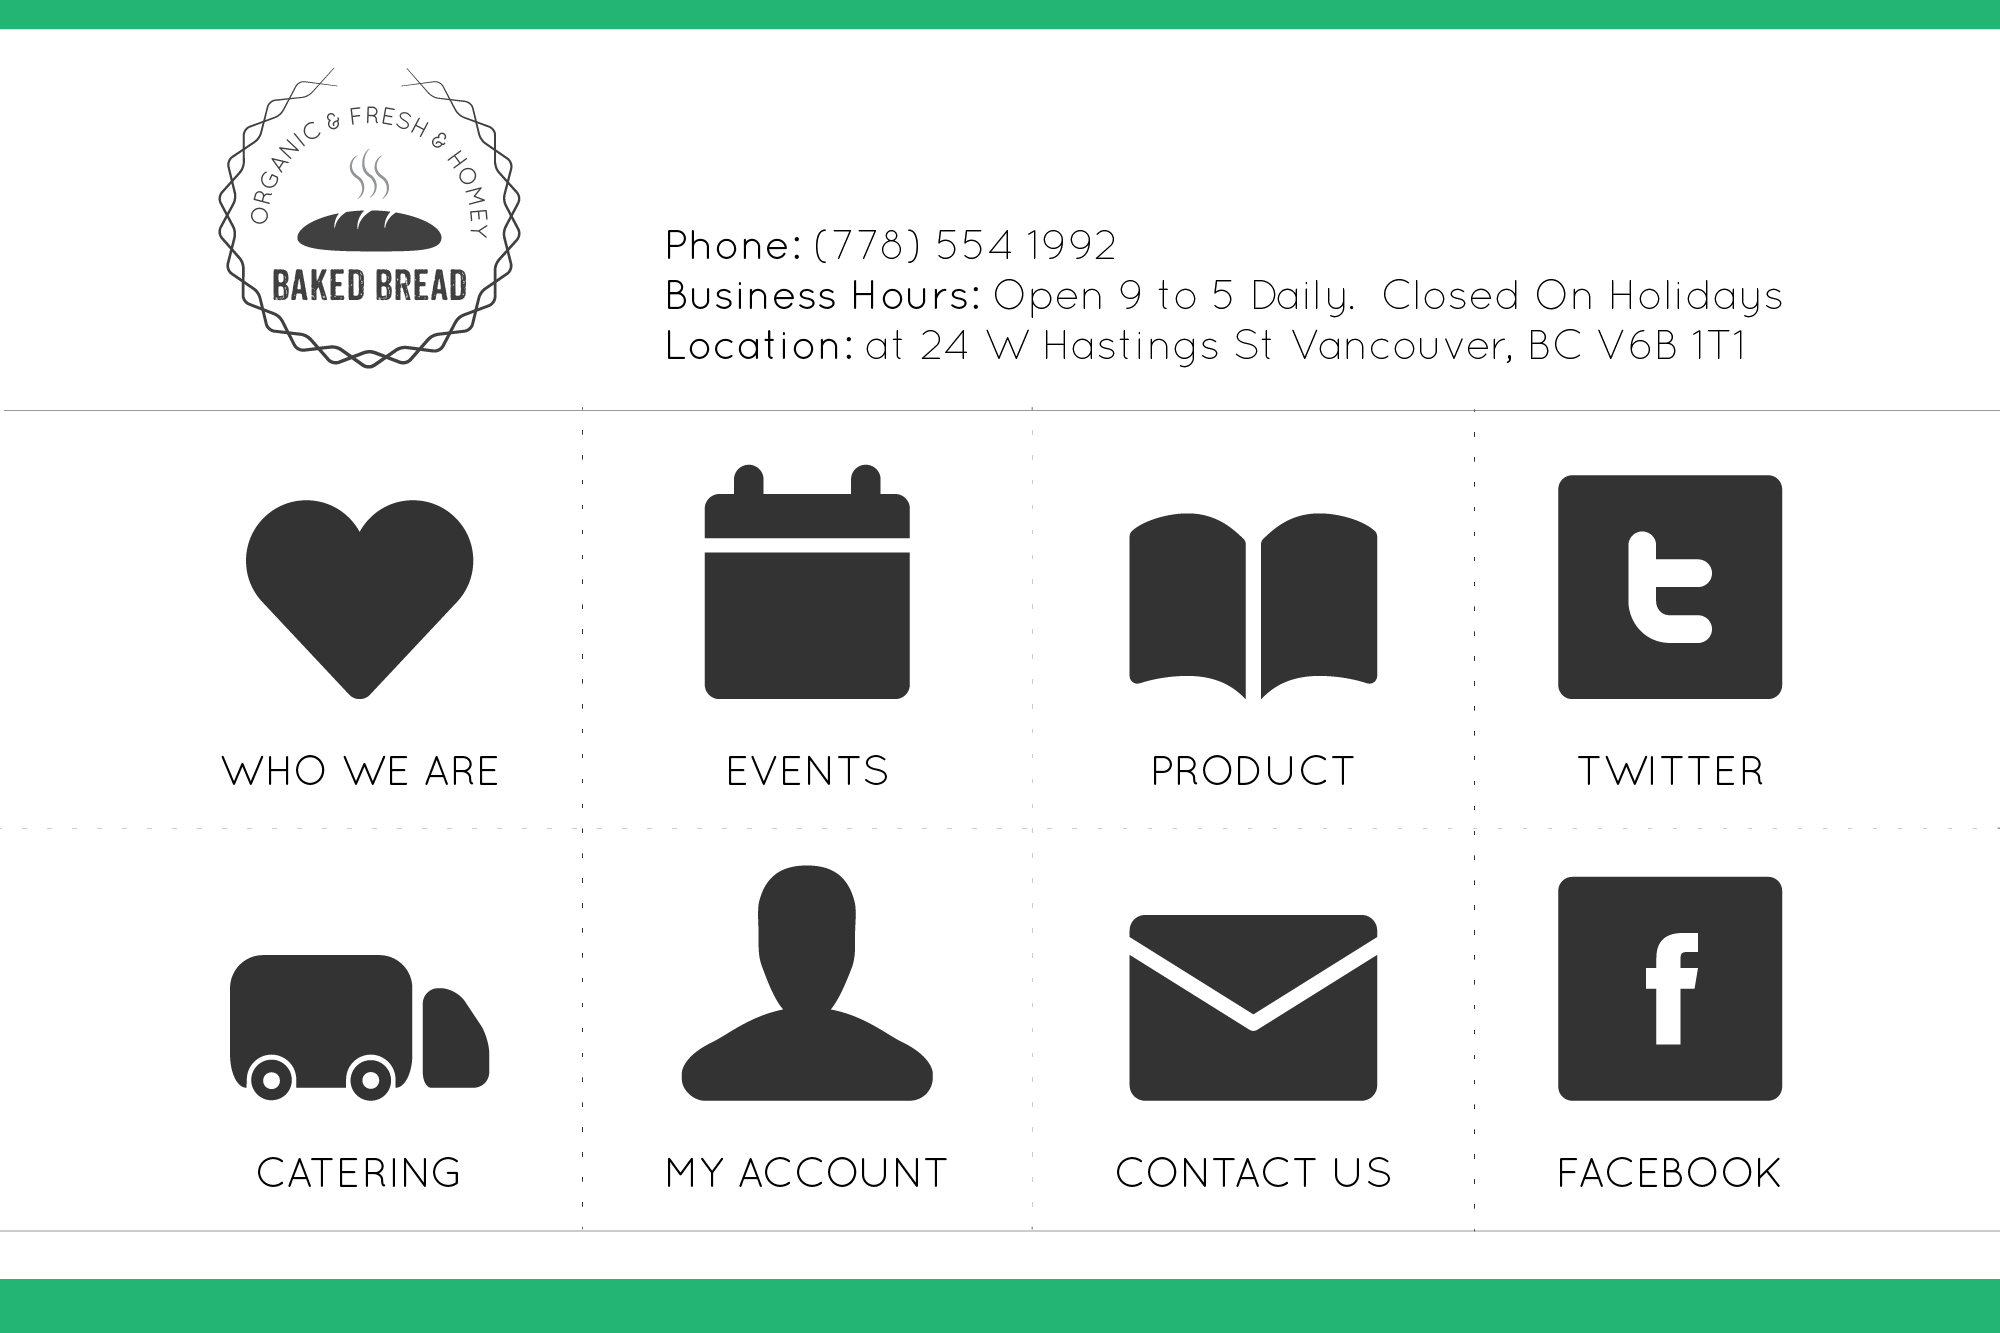 ORGANIC & FRESH & HOMEY
BAKED BREAD
Phone: (778) 554 1992
Business Hours: Open 9 to 5 Daily.  Closed On Holidays
Location: at 24 W Hastings St Vancouver, BC V6B 1T1
WHO WE ARE
EVENTS
PRODUCT
TWITTER
CATERING
MY ACCOUNT
CONTACT US
FACEBOOK